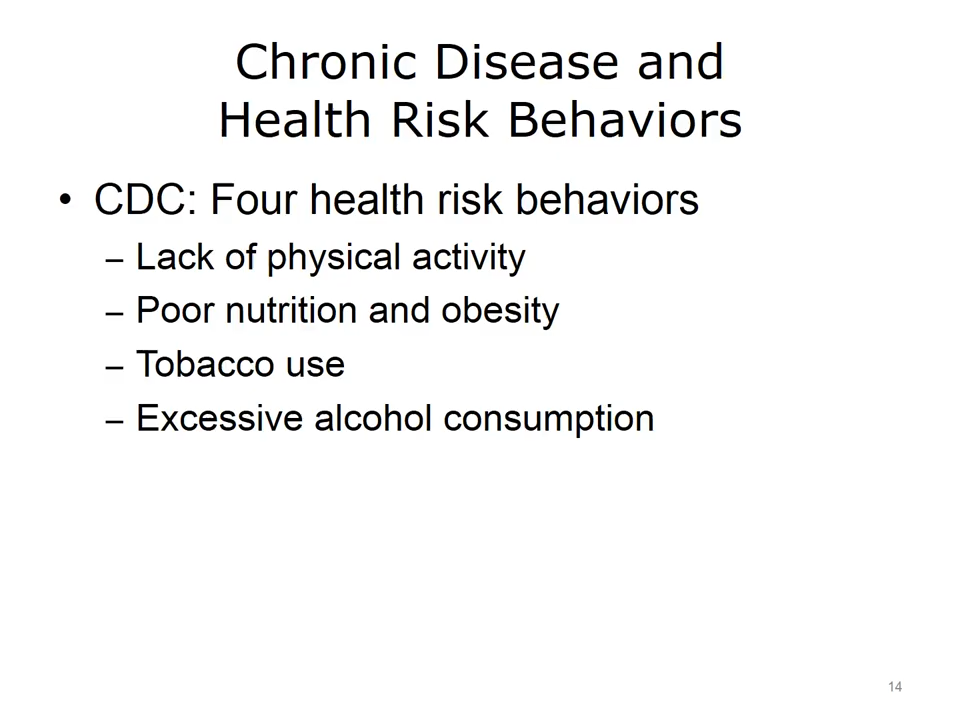 Chronic Disease and
Health Risk Behaviors
• CDC: Four health risk behaviors
– Lack of physical activity
– Poor nutrition and obesity
– Tobacco use
– Excessive alcohol consumption
14